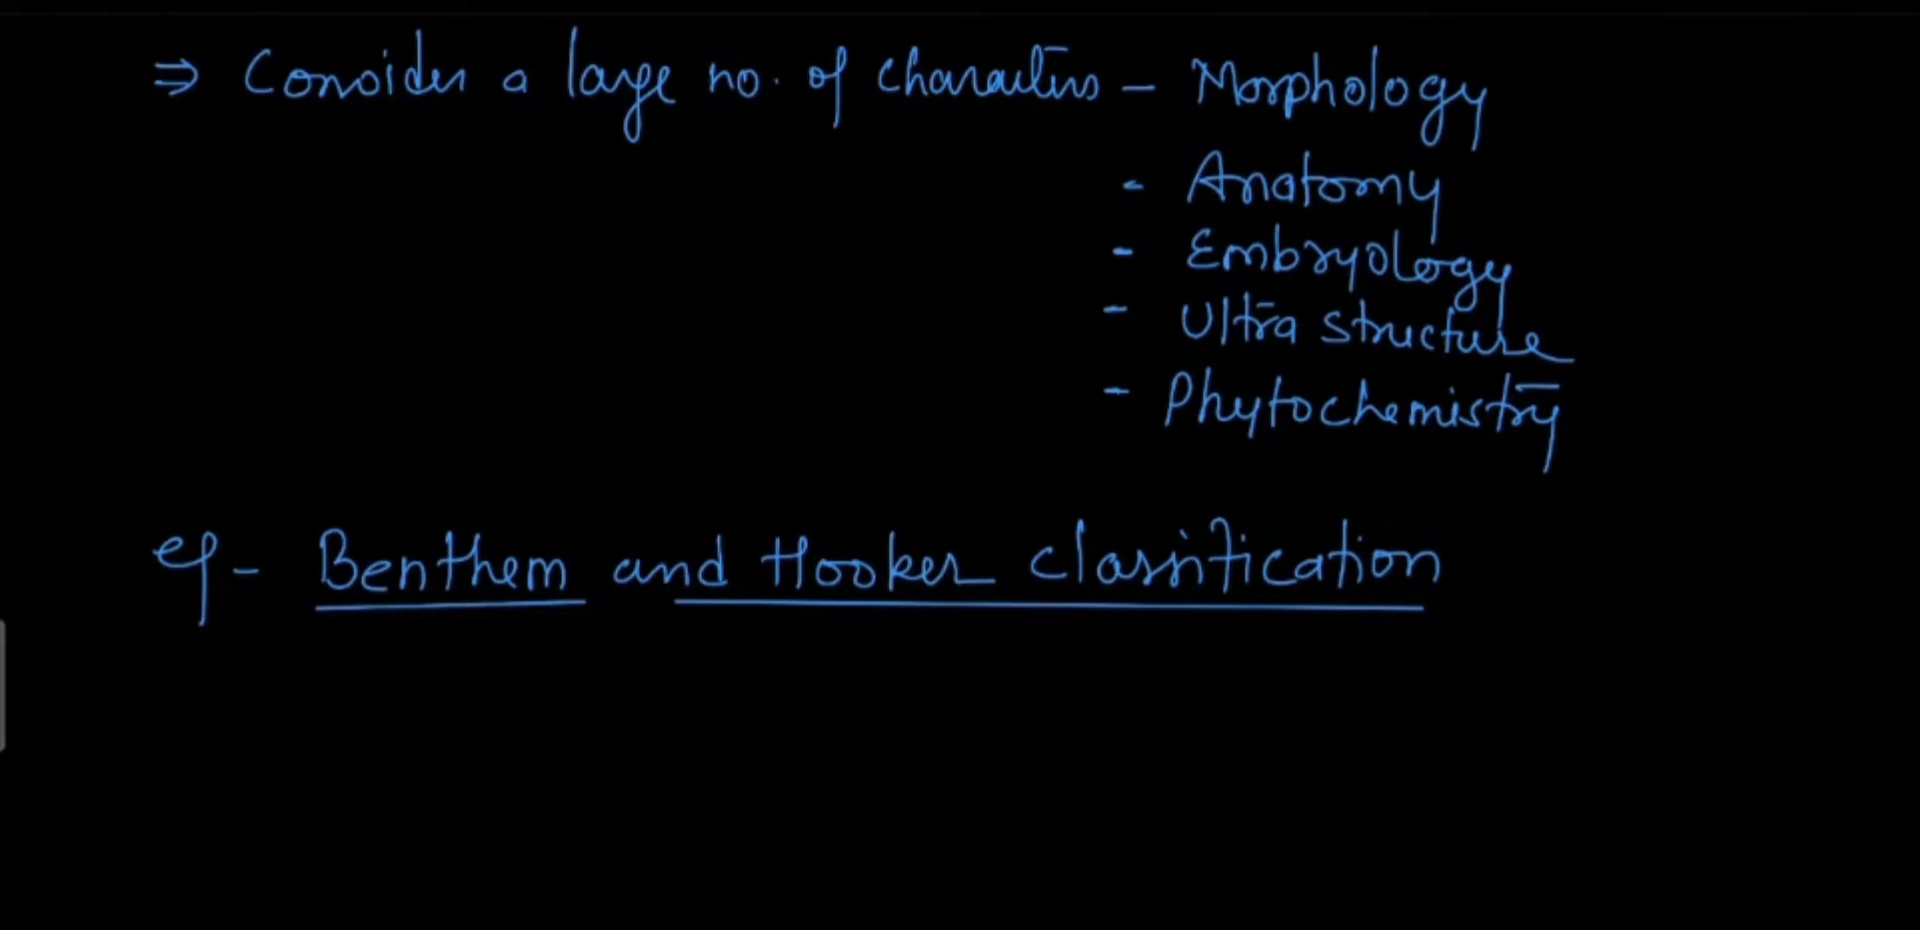 ⇒ Consider a large no. of characters - Morphology
- Anatomy
- Embryology
- Ultra structure
- Phytochemistry
eg - Benthem and Hooker classification